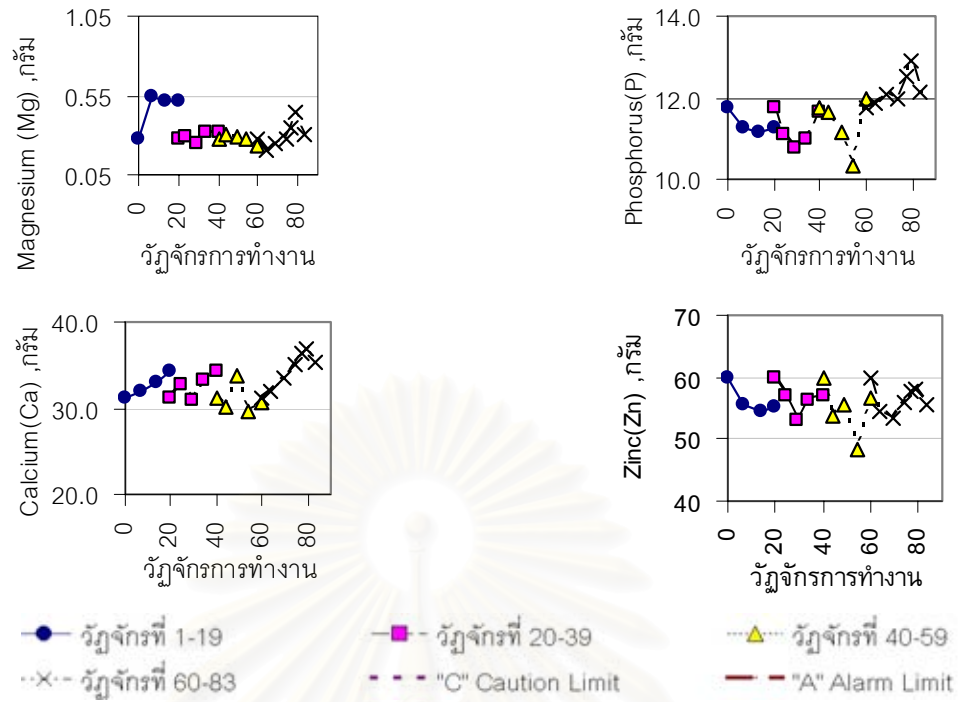 Magnesium (Mg) ,กรัม
1.05
0.55
0.05
0
20
40
60
80
วัฏจักรการทำงาน
Phosphorus(P) ,กรัม
14.0
12.0
10.0
0
20
40
60
80
วัฏจักรการทำงาน
Calcium(Ca) ,กรัม
40.0
30.0
20.0
0
20
40
60
80
วัฏจักรการทำงาน
Zinc(Zn) ,กรัม
70
60
50
40
0
20
40
60
80
วัฏจักรการทำงาน
วัฏจักรที่ 1-19
วัฏจักรที่ 20-39
วัฏจักรที่ 40-59
วัฏจักรที่ 60-83
"C" Caution Limit
"A" Alarm Limit